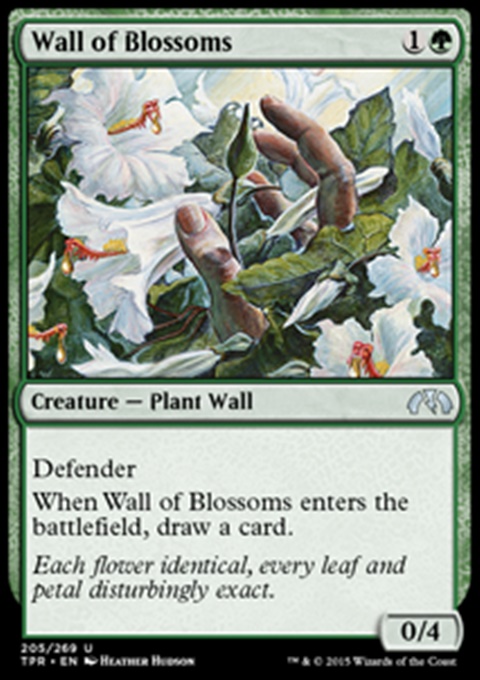 Wall of Blossoms 1
Creature — Plant Wall
Defender
When Wall of Blossoms enters the
battlefield, draw a card.
Each flower identical, every leaf and
petal disturbingly exact.
0/4
205/269 U
TPR • EN Heather Hudson ™ & © 2015 Wizards of the Coast